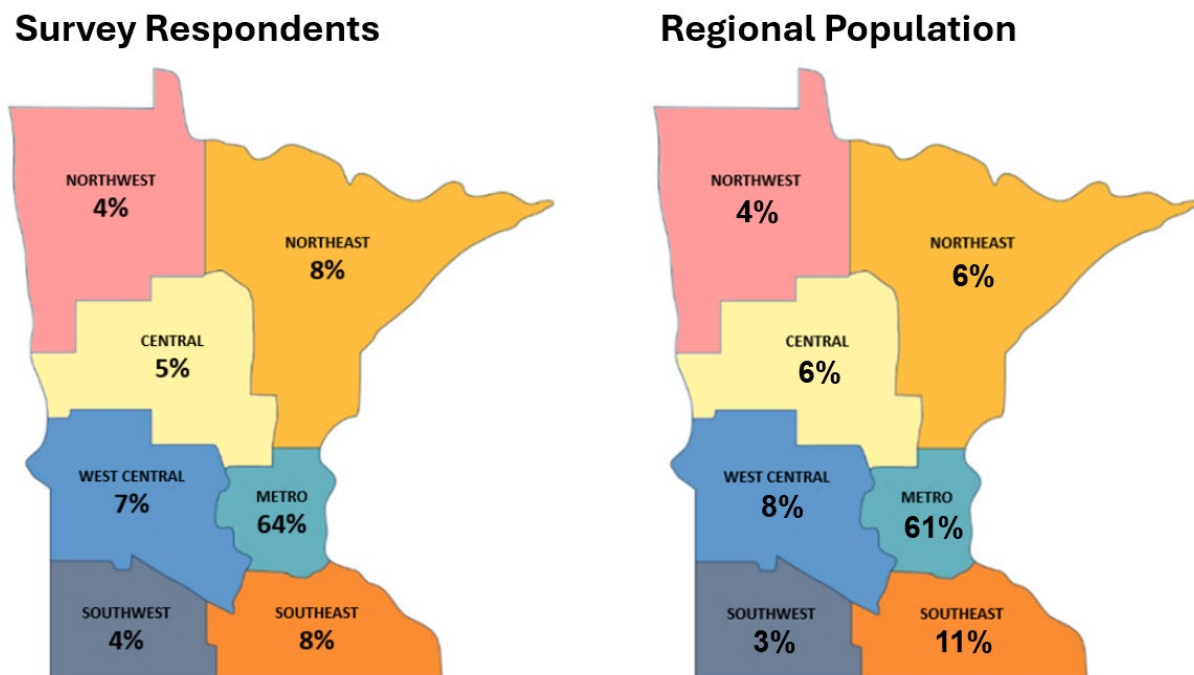 Survey Respondents
NORTHWEST
4%
NORTHEAST
8%
CENTRAL
5%
WEST CENTRAL
7%
METRO
64%
SOUTHWEST
4%
SOUTHEAST
8%
Regional Population
NORTHWEST
4%
NORTHEAST
6%
CENTRAL
6%
WEST CENTRAL
8%
METRO
61%
SOUTHWEST
3%
SOUTHEAST
11%